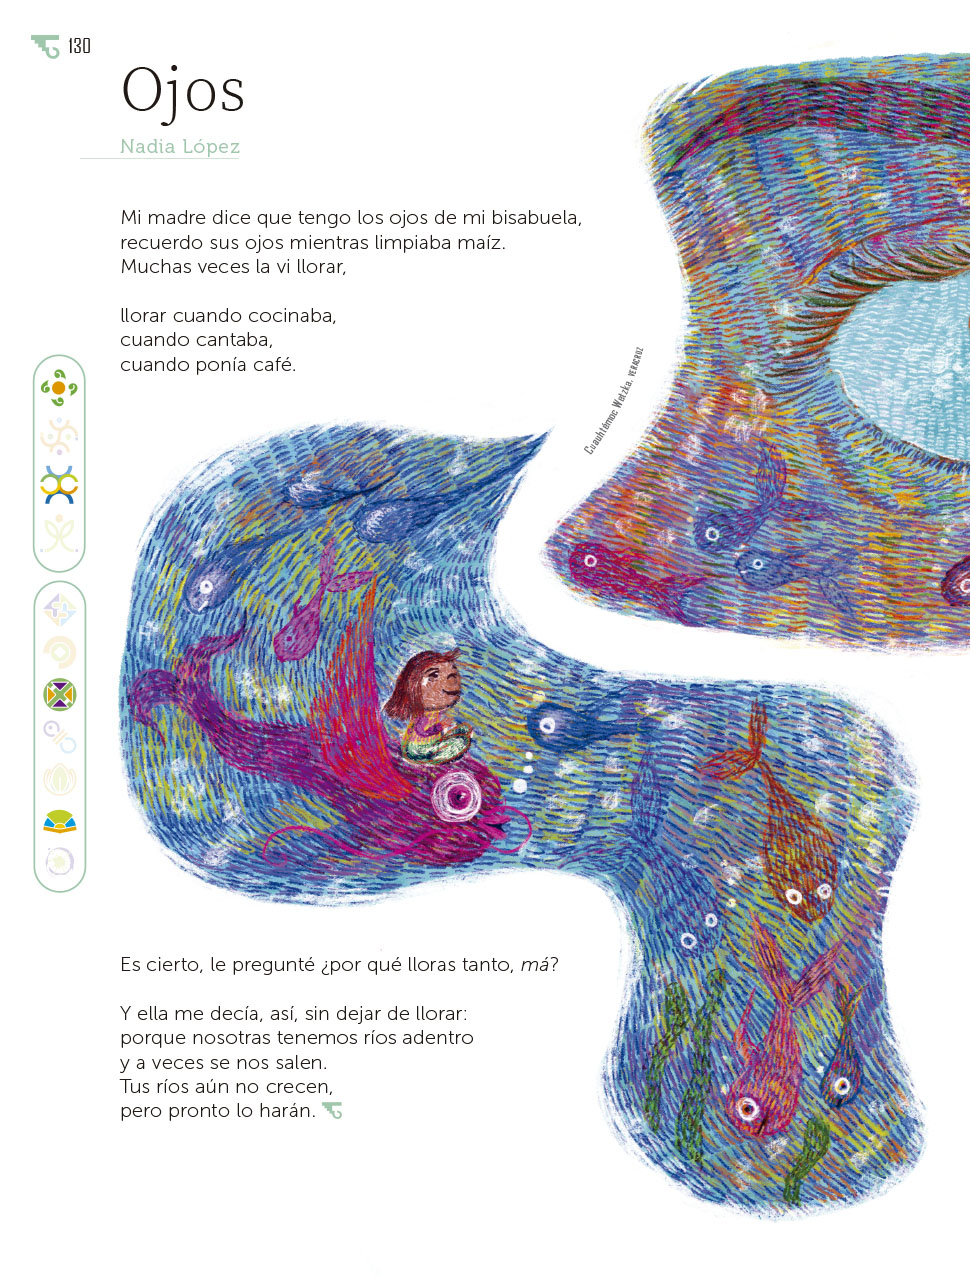 130
Ojos
Nadia López
Mi madre dice que tengo los ojos de mi bisabuela,
recuerdo sus ojos mientras limpiaba maíz.
Muchas veces la vi llorar,
llorar cuando cocinaba,
cuando cantaba,
cuando ponía café.
Cuauhtémoc Wetzka, VERACRUZ
Es cierto, le pregunté ¿por qué lloras tanto, má?
Y ella me decía, así, sin dejar de llorar:
porque nosotras tenemos ríos adentro
y a veces se nos salen.
Tus ríos aún no crecen,
pero pronto lo harán.